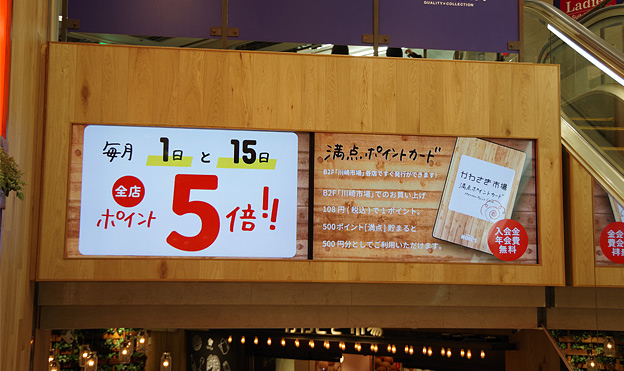 QUALITY×COLLECTION
Ladie
毎月 1日 と 15日
全店
ポイント 5倍!!
満点ポイントカード
B2F「川崎市場」各店ですぐ発行ができます!
B2F「川崎市場」でのお買い上げ
108円(税込)で1ポイント。
500ポイント[満点]貯まると
500円分としてご利用いただけます。
かわさき市場
満点ポイントカード
入会金
年会費
無料